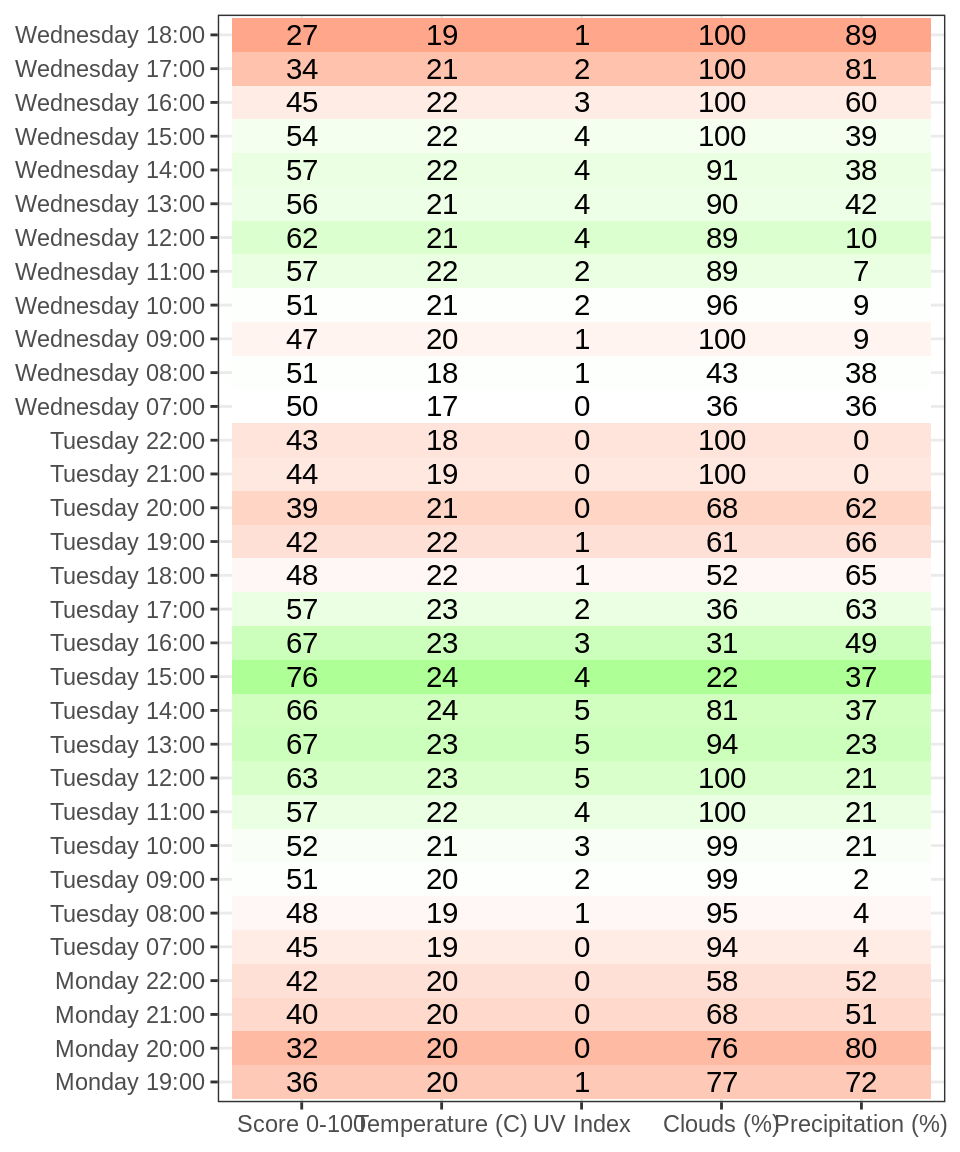 Wednesday 18:00 27 19 1 100 89
Wednesday 17:00 34 21 2 100 81
Wednesday 16:00 45 22 3 100 60
Wednesday 15:00 54 22 4 100 39
Wednesday 14:00 57 22 4 91 38
Wednesday 13:00 56 21 4 90 42
Wednesday 12:00 62 21 4 89 10
Wednesday 11:00 57 22 2 89 7
Wednesday 10:00 51 21 2 96 9
Wednesday 09:00 47 20 1 100 9
Wednesday 08:00 51 18 1 43 38
Wednesday 07:00 50 17 0 36 36
Tuesday 22:00 43 18 0 100 0
Tuesday 21:00 44 19 0 100 0
Tuesday 20:00 39 21 0 68 62
Tuesday 19:00 42 22 1 61 66
Tuesday 18:00 48 22 1 52 65
Tuesday 17:00 57 23 2 36 63
Tuesday 16:00 67 23 3 31 49
Tuesday 15:00 76 24 4 22 37
Tuesday 14:00 66 24 5 81 37
Tuesday 13:00 67 23 5 94 23
Tuesday 12:00 63 23 5 100 21
Tuesday 11:00 57 22 4 100 21
Tuesday 10:00 52 21 3 99 21
Tuesday 09:00 51 20 2 99 2
Tuesday 08:00 48 19 1 95 4
Tuesday 07:00 45 19 0 94 4
Monday 22:00 42 20 0 58 52
Monday 21:00 40 20 0 68 51
Monday 20:00 32 20 0 76 80
Monday 19:00 36 20 1 77 72
Score 0-100 Temperature (C) UV Index Clouds (%) Precipitation (%)